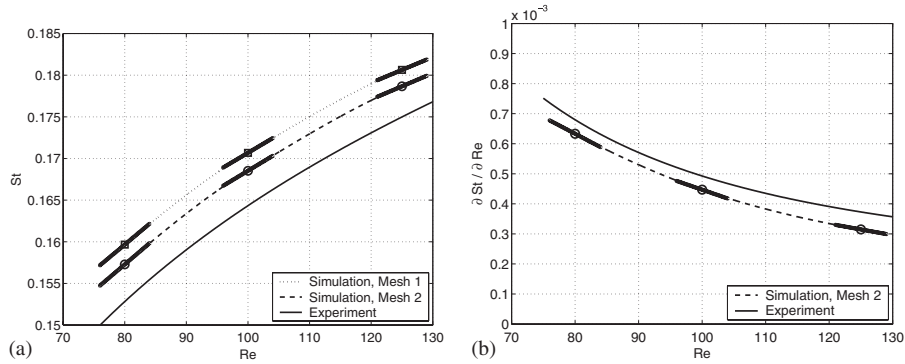 0.185
0.18
0.175
0.17
0.165
0.16
0.155
0.15
St
70 80 90 100 110 120 130
Re
Simulation, Mesh 1
Simulation, Mesh 2
Experiment
(a)
x 10⁻³
1
0.9
0.8
0.7
0.6
0.5
0.4
0.3
0.2
0.1
0
∂ St / ∂ Re
70 80 90 100 110 120 130
Re
Simulation, Mesh 2
Experiment
(b)